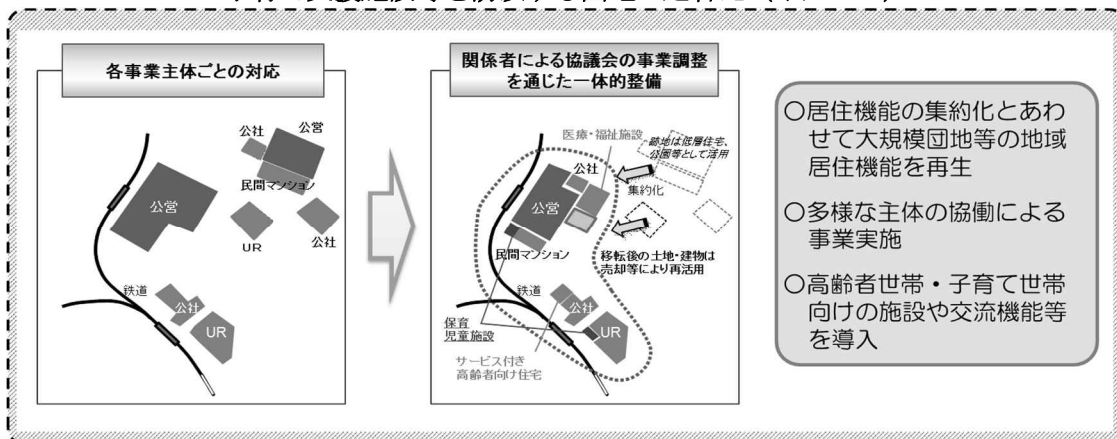 各事業主体ごとの対応
公社
公営
民間マンション
公営
UR
公社
鉄道
公社
UR
関係者による協議会の事業調整
を通じた一体的整備
医療・福祉施設
跡地は低層住宅、
公園等として活用
公社
集約化
公営
民間マンション
移転後の土地・建物は
売却等により再活用
鉄道
公社
保育
児童施設
UR
サービス付き
高齢者向け住宅
○居住機能の集約化とあわ
せて大規模団地等の地域
居住機能を再生
○多様な主体の協働による
事業実施
○高齢者世帯・子育て世帯
向けの施設や交流機能等
を導入